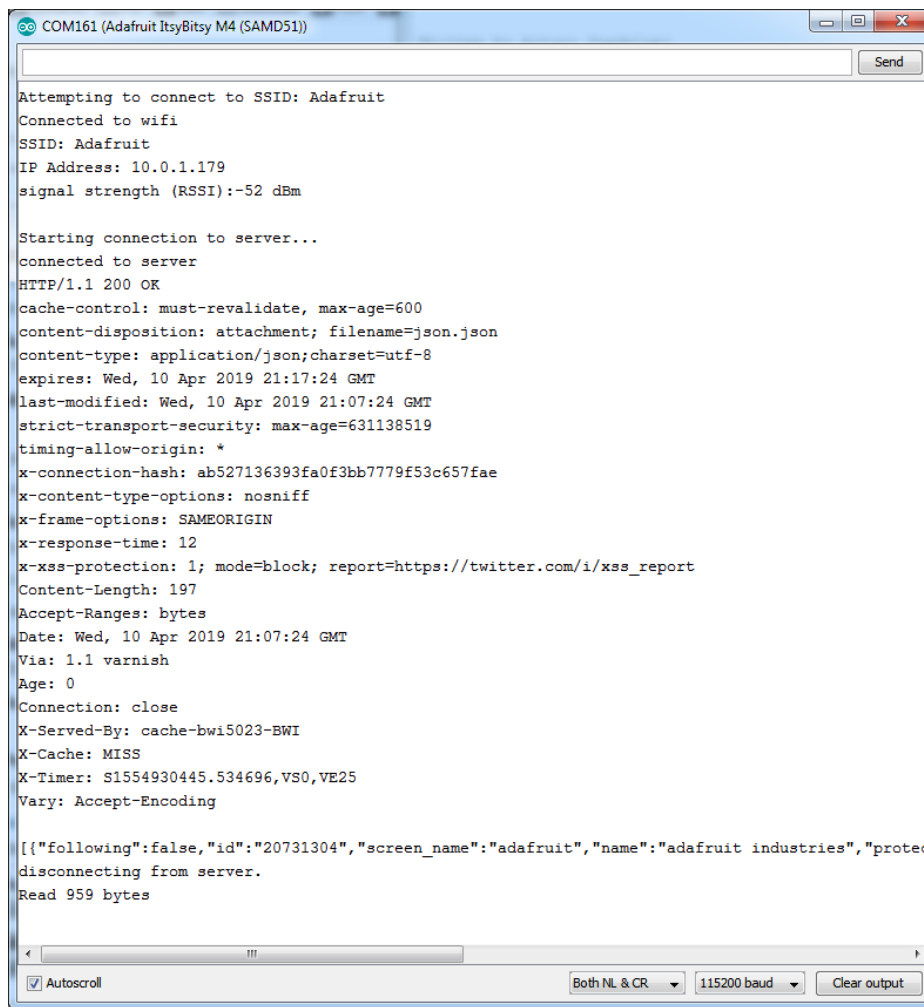 COM161 (Adafruit ItsyBitsy M4 (SAMD51))
Send
Attempting to connect to SSID: Adafruit
Connected to wifi
SSID: Adafruit
IP Address: 10.0.1.179
signal strength (RSSI):-52 dBm
Starting connection to server...
connected to server
HTTP/1.1 200 OK
cache-control: must-revalidate, max-age=600
content-disposition: attachment; filename=json.json
content-type: application/json;charset=utf-8
expires: Wed, 10 Apr 2019 21:17:24 GMT
last-modified: Wed, 10 Apr 2019 21:07:24 GMT
strict-transport-security: max-age=631138519
timing-allow-origin: *
x-connection-hash: ab527136393fa0f3bb7779f53c657fae
x-content-type-options: nosniff
x-frame-options: SAMEORIGIN
x-response-time: 12
x-xss-protection: 1; mode=block; report=https://twitter.com/i/xss_report
Content-Length: 197
Accept-Ranges: bytes
Date: Wed, 10 Apr 2019 21:07:24 GMT
Via: 1.1 varnish
Age: 0
Connection: close
X-Served-By: cache-bwi5023-BWI
X-Cache: MISS
X-Timer: S1554930445.534696,VS0,VE25
Vary: Accept-Encoding
[{"following":false,"id":"20731304","screen_name":"adafruit","name":"adafruit industries","protec
disconnecting from server.
Read 959 bytes
Autoscroll Both NL & CR 115200 baud Clear output